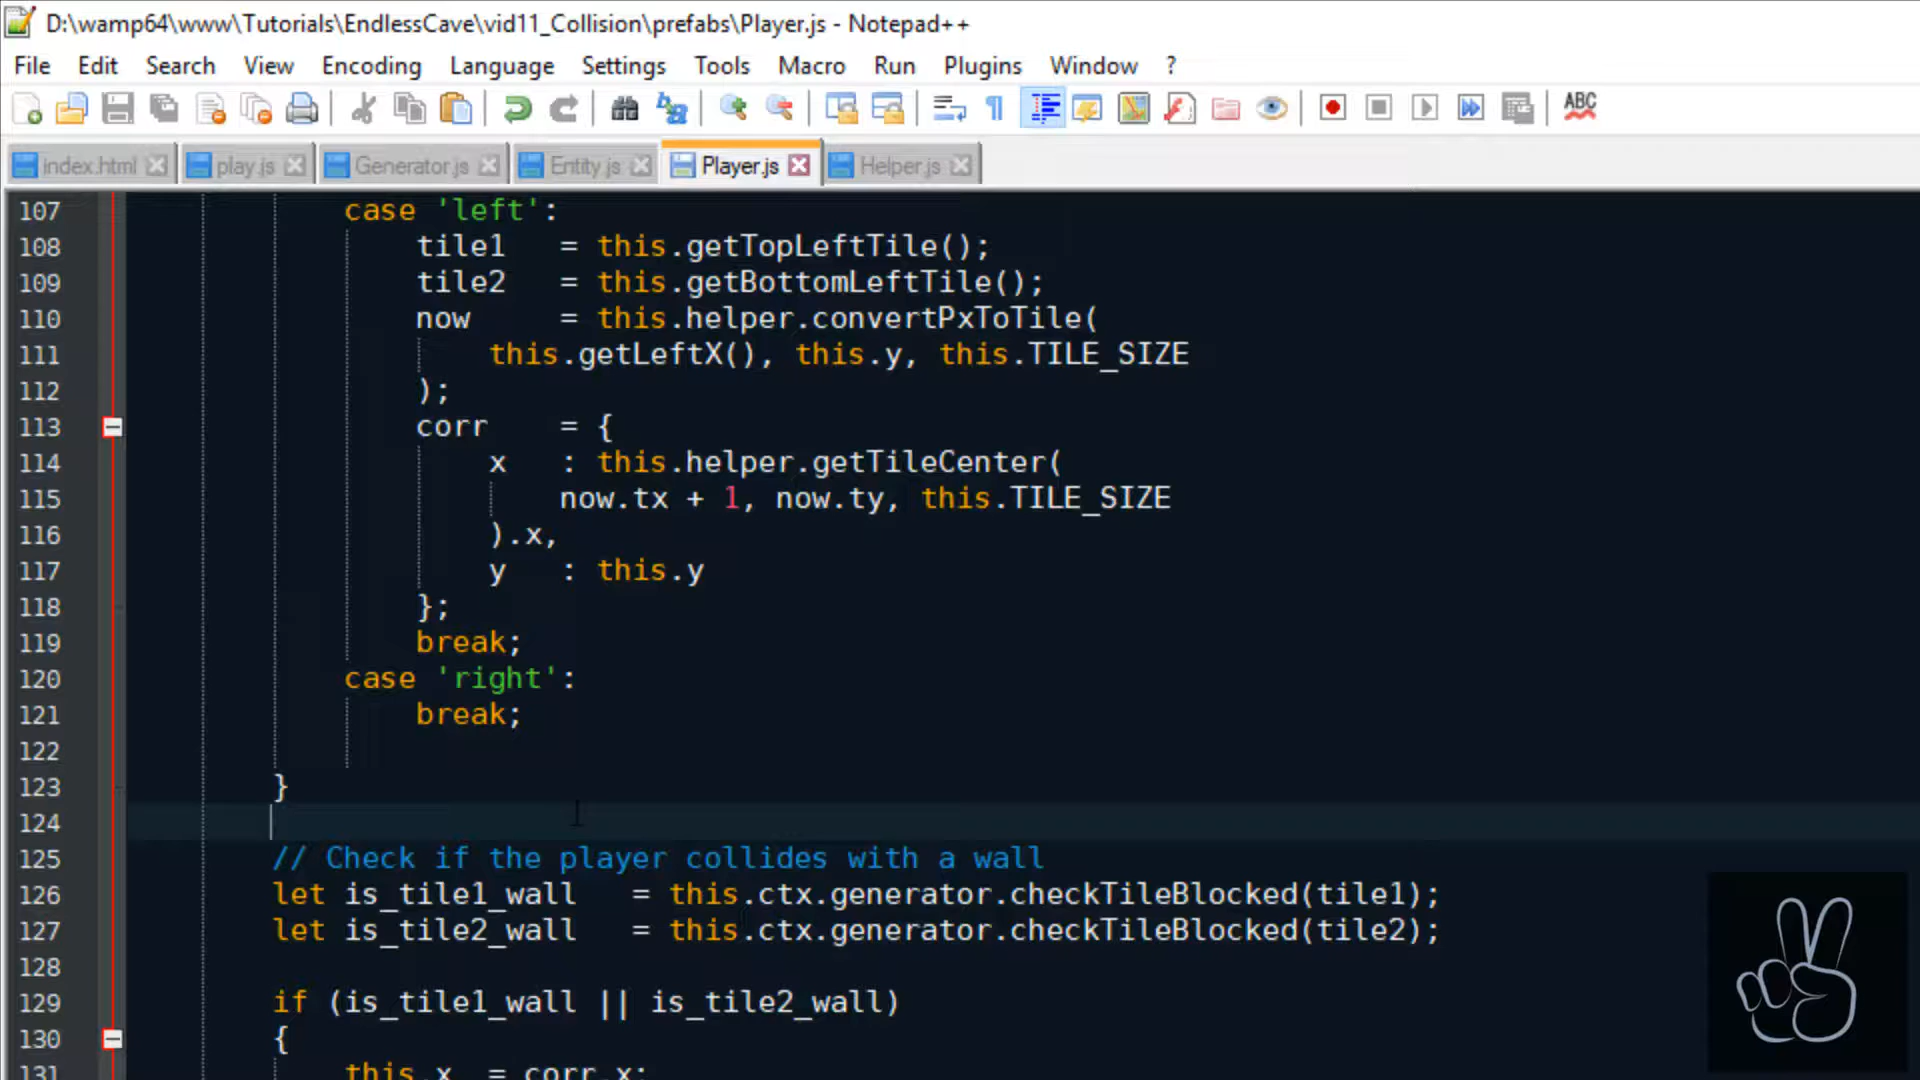 D:\wamp64\www\Tutorials\EndlessCave\vid11_Collision\prefabs\Player.js - Notepad++
File Edit Search View Encoding Language Settings Tools Macro Run Plugins Window ?
ABC
index.html play.js Generator.js Entity.js Player.js Helper.js
107 case 'left':
108 tile1 = this.getTopLeftTile();
109 tile2 = this.getBottomLeftTile();
110 now = this.helper.convertPxToTile(
111 this.getLeftX(), this.y, this.TILE_SIZE
112 );
113 corr = {
114 x : this.helper.getTileCenter(
115 now.tx + 1, now.ty, this.TILE_SIZE
116 ).x,
117 y : this.y
118 };
119 break;
120 case 'right':
121 break;
122
123 }
124
125 // Check if the player collides with a wall
126 let is_tile1_wall = this.ctx.generator.checkTileBlocked(tile1);
127 let is_tile2_wall = this.ctx.generator.checkTileBlocked(tile2);
128
129 if (is_tile1_wall || is_tile2_wall)
130 {
131 this.x = corr.x;